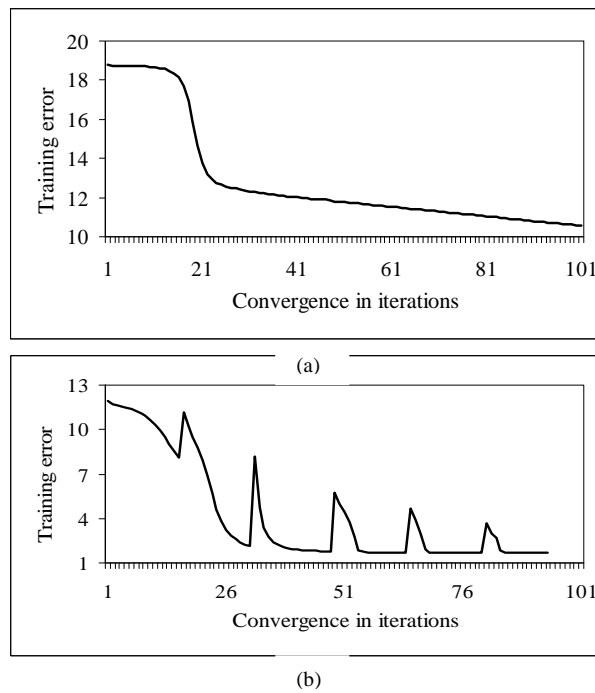 20
18
16
14
12
10
Training error
1 21 41 61 81 101
Convergence in iterations
(a)
13
10
7
4
1
Training error
1 26 51 76 101
Convergence in iterations
(b)